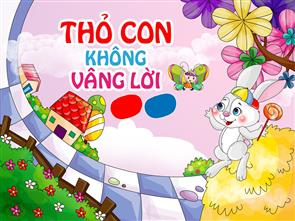 THỎ CON
KHÔNG
VÂNG LỜI